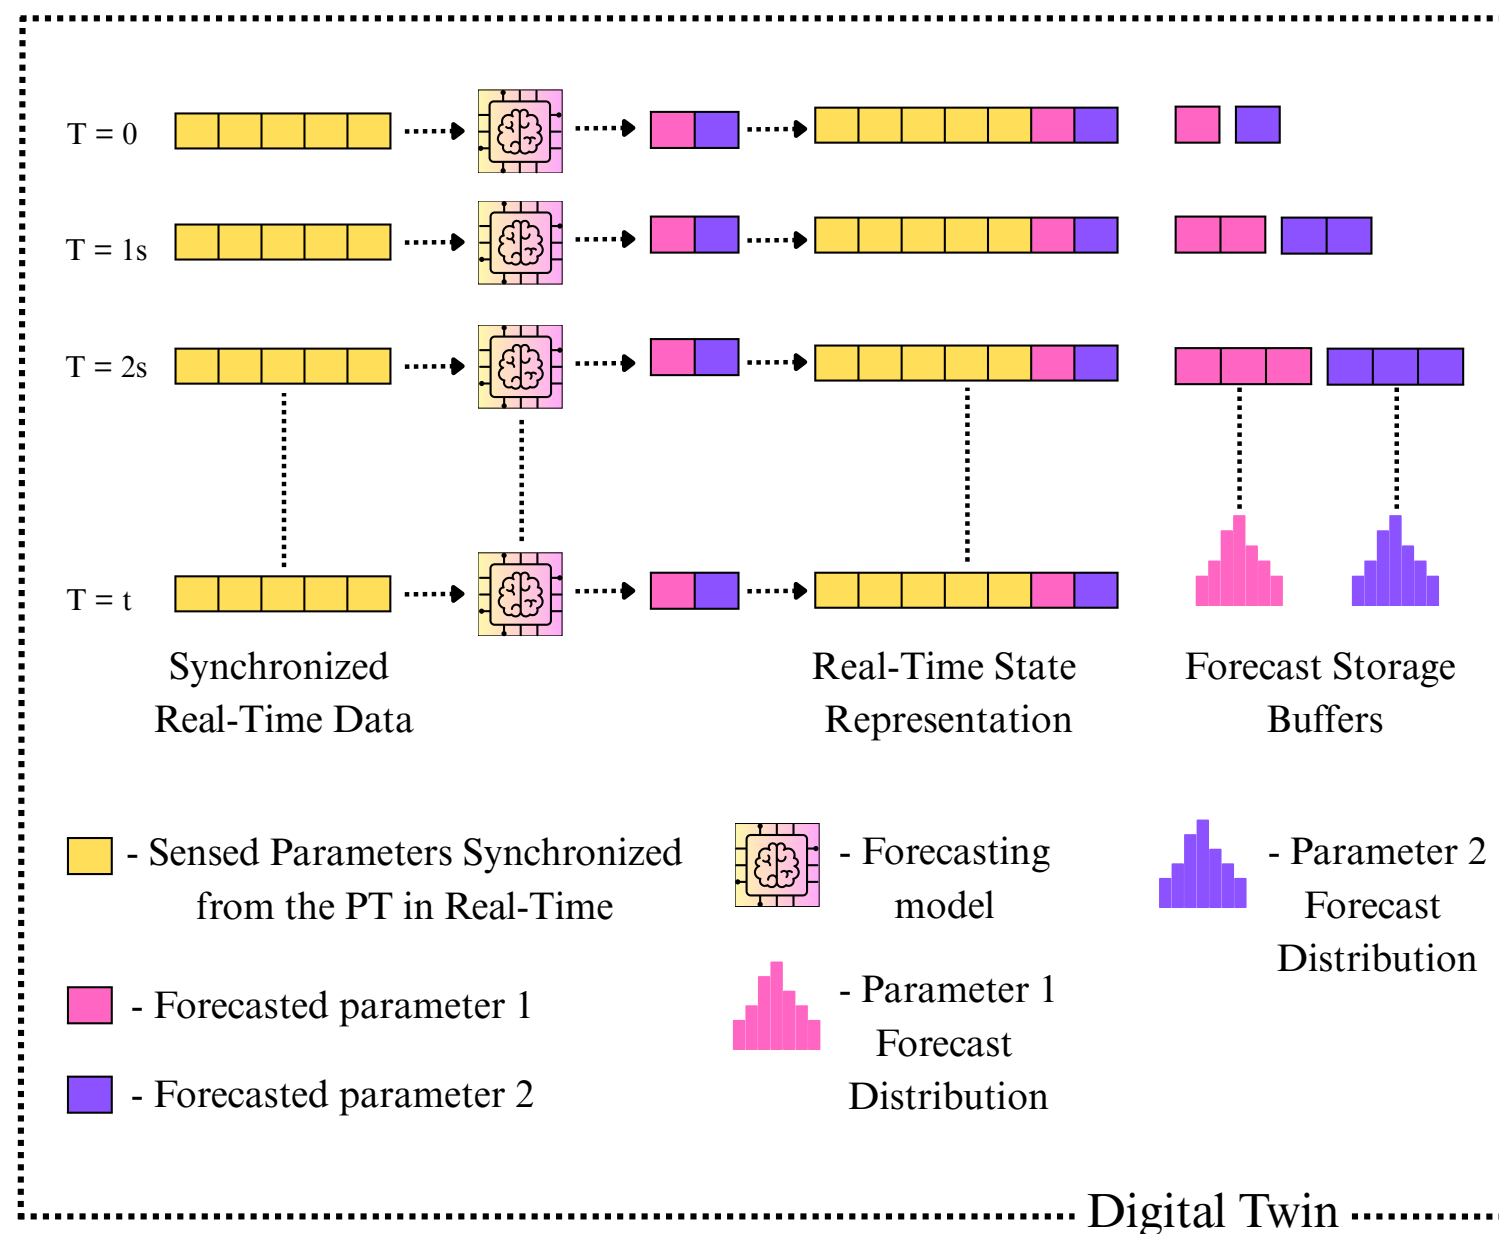 T = 0
T = 1s
T = 2s
T = t
Synchronized
Real-Time Data
Real-Time State
Representation
Forecast Storage
Buffers
- Sensed Parameters Synchronized
from the PT in Real-Time
- Forecasted parameter 1
- Forecasted parameter 2
- Forecasting
model
- Parameter 1
Forecast
Distribution
- Parameter 2
Forecast
Distribution
Digital Twin